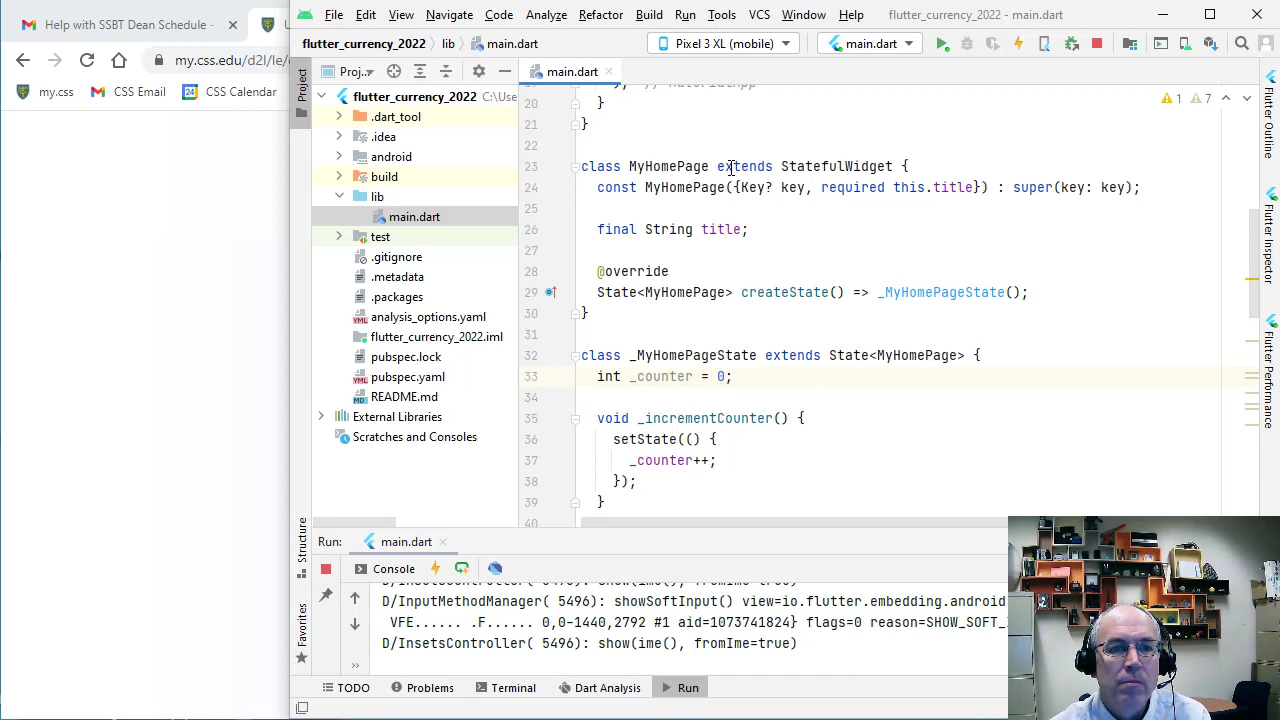 Help with SSBT Dean Schedule -
my.css.edu/d2l/le/
my.css
CSS Email
CSS Calendar
File Edit View Navigate Code Analyze Refactor Build Run Tools VCS Window Help flutter_currency_2022 - main.dart
flutter_currency_2022 lib main.dart
Pixel 3 XL (mobile)
main.dart
Project
Proj...
main.dart
flutter_currency_2022 C:\Use
.dart_tool
.idea
android
build
lib
main.dart
test
.gitignore
.metadata
.packages
analysis_options.yaml
flutter_currency_2022.iml
pubspec.lock
pubspec.yaml
README.md
External Libraries
Scratches and Consoles
1 7
20 }
21 }
22
23 class MyHomePage extends StatefulWidget {
24 const MyHomePage({Key? key, required this.title}) : super(key: key);
25
26 final String title;
27
28 @override
29 State<MyHomePage> createState() => _MyHomePageState();
30 }
31
32 class _MyHomePageState extends State<MyHomePage> {
33 int _counter = 0;
34
35 void _incrementCounter() {
36 setState(() {
37 _counter++;
38 });
39 }
40
Flutter Outline
Flutter Inspector
Flutter Performance
Structure
Favorites
Run: main.dart
Console
D/InputMethodManager( 5496): showSoftInput() view=io.flutter.embedding.android
VFE...... .F...... 0,0-1440,2792 #1 aid=1073741824} flags=0 reason=SHOW_SOFT_
D/InsetsController( 5496): show(ime(), fromIme=true)
TODO Problems Terminal Dart Analysis Run